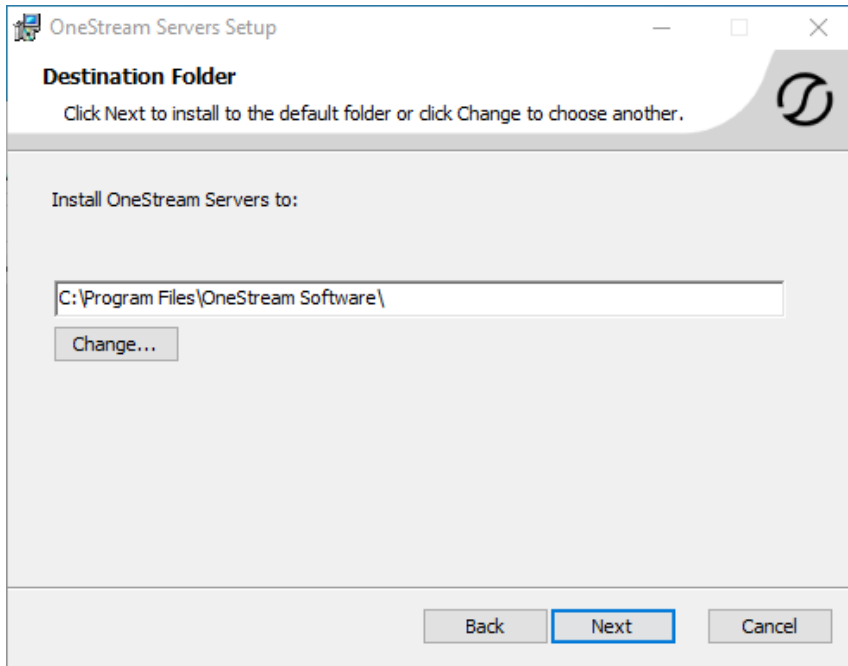 OneStream Servers Setup
Destination Folder
Click Next to install to the default folder or click Change to choose another.
Install OneStream Servers to:
C:\Program Files\OneStream Software\
Change...
Back Next Cancel